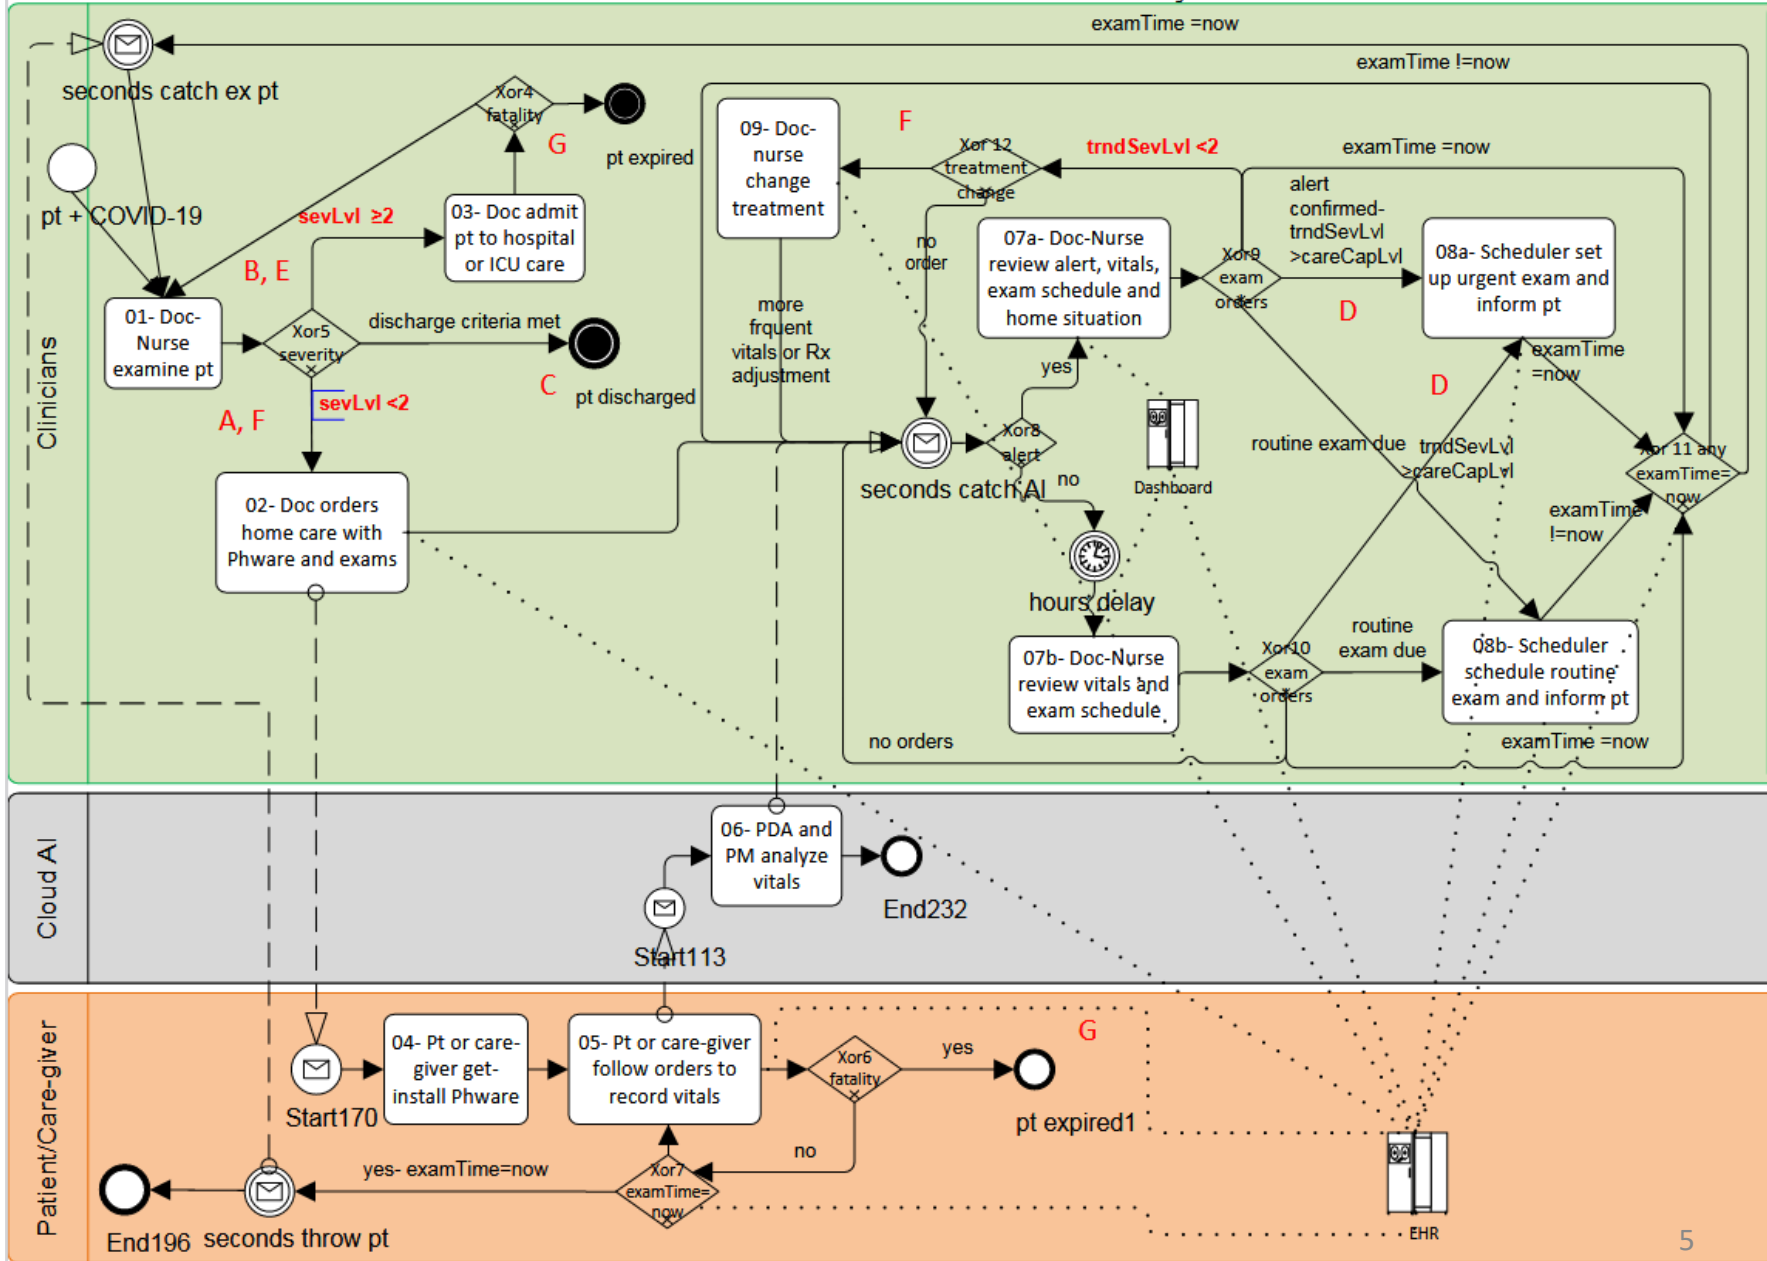 examTime =now
seconds catch ex pt
examTime !=now
Xor4
fatality
G
pt expired
09- Doc-
nurse
change
treatment
F
Xor 12
treatment
change
trndSevLvl <2
examTime =now
pt + COVID-19
sevLvl ≥2
03- Doc admit
pt to hospital
or ICU care
B, E
no
order
07a- Doc-Nurse
review alert, vitals,
exam schedule and
home situation
Xor9
exam
orders
alert
confirmed-
trndSevLvl
>careCapLvl
D
08a- Scheduler set
up urgent exam and
inform pt
Clinicians
01- Doc-
Nurse
examine pt
Xor5
severity
discharge criteria met
C
pt discharged
A, F
sevLvl <2
more
frquent
vitals or Rx
adjustment
yes
Xor8
alert
no
seconds catch AI
Dashboard
D
examTime
=now
routine exam due
trndSevLvl
>careCapLvl
Xor 11 any
examTime=
now
examTime
!=now
02- Doc orders
home care with
Phware and exams
hours delay
07b- Doc-Nurse
review vitals and
exam schedule
Xor10
exam
orders
routine
exam due
08b- Scheduler
schedule routine
exam and inform pt
no orders
examTime =now
Cloud AI
06- PDA and
PM analyze
vitals
End232
Start113
Patient/Care-giver
Start170
04- Pt or care-
giver get-
install Phware
05- Pt or care-giver
follow orders to
record vitals
Xor6
fatality
yes
G
pt expired1
no
Xor7
examTime=
now
yes- examTime=now
End196
seconds throw pt
EHR
5